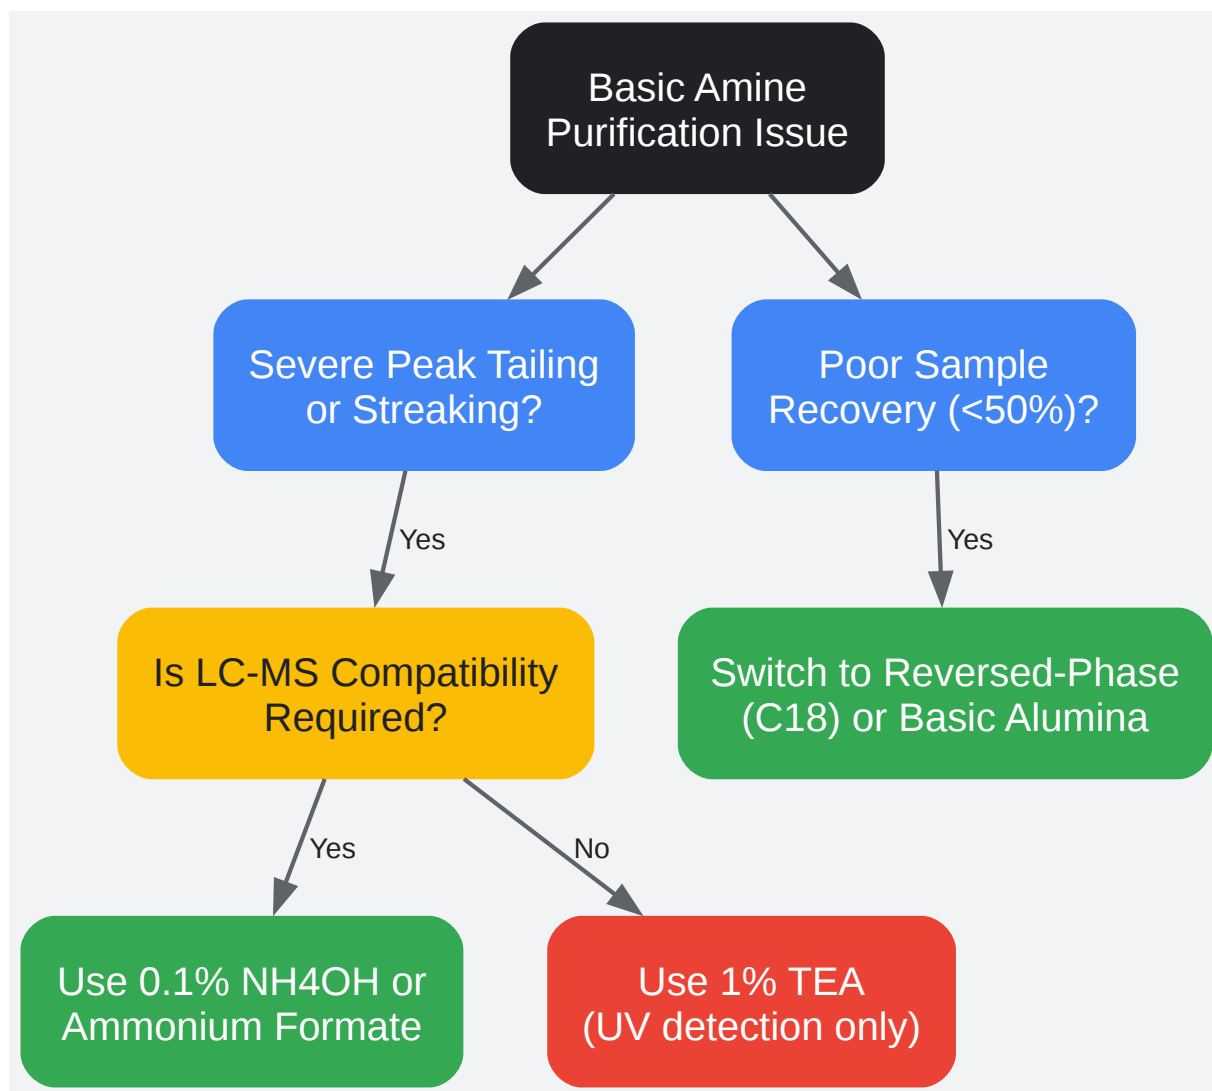 Basic Amine
Purification Issue
Severe Peak Tailing
or Streaking?
Poor Sample
Recovery (<50%)?
Yes
Yes
Is LC-MS Compatibility
Required?
Switch to Reversed-Phase
(C18) or Basic Alumina
Yes
No
Use 0.1% NH4OH or
Ammonium Formate
Use 1% TEA
(UV detection only)